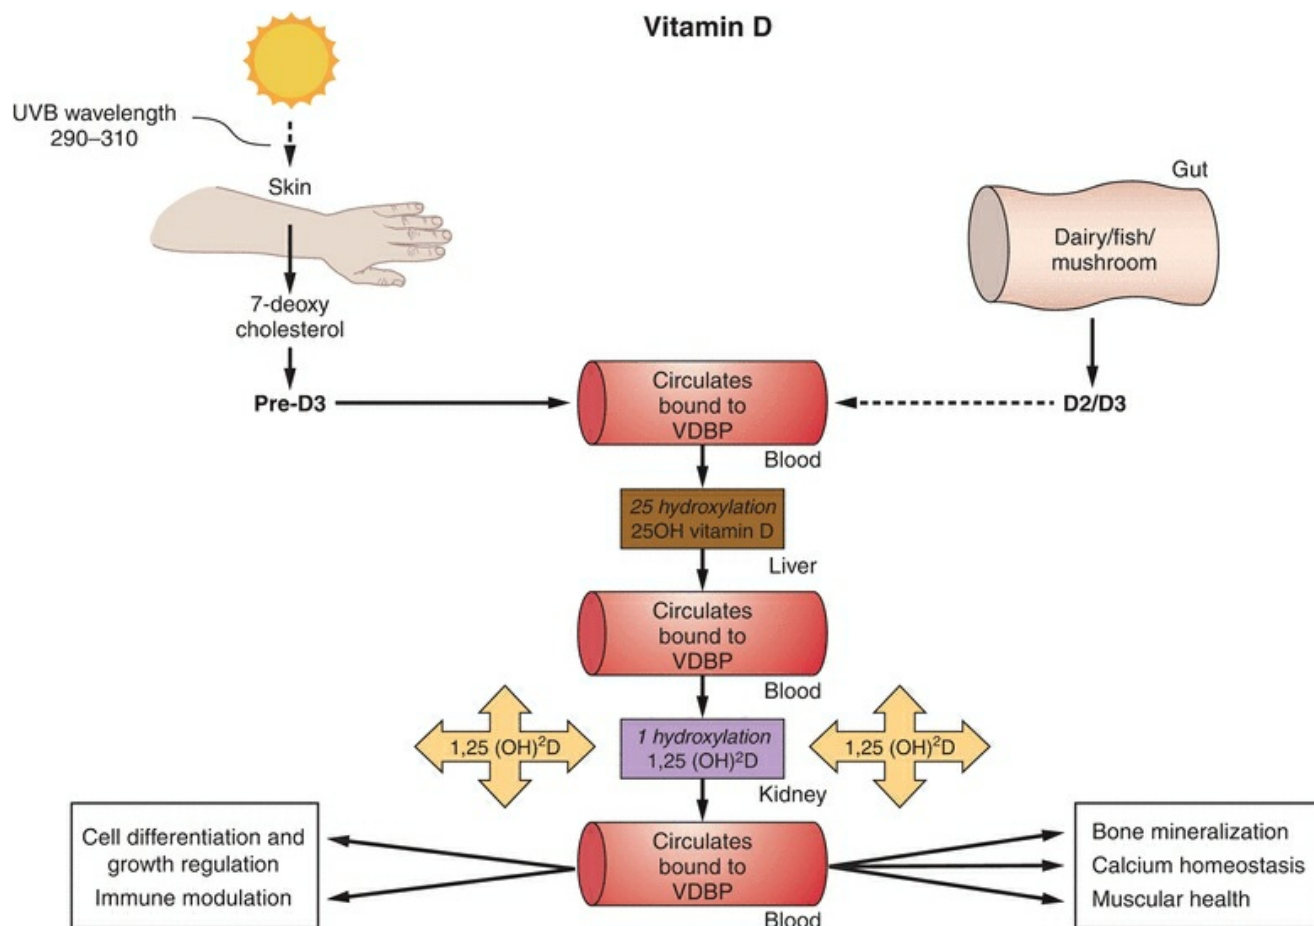 Vitamin D
UVB wavelength
290–310
Skin
7-deoxy
cholesterol
Pre-D3
Gut
Dairy/fish/
mushroom
D2/D3
Circulates
bound to
VDBP
Blood
25 hydroxylation
25OH vitamin D
Liver
Circulates
bound to
VDBP
Blood
1,25 (OH)²D
1 hydroxylation
1,25 (OH)²D
Kidney
1,25 (OH)²D
Circulates
bound to
VDBP
Blood
Cell differentiation and
growth regulation
Immune modulation
Bone mineralization
Calcium homeostasis
Muscular health